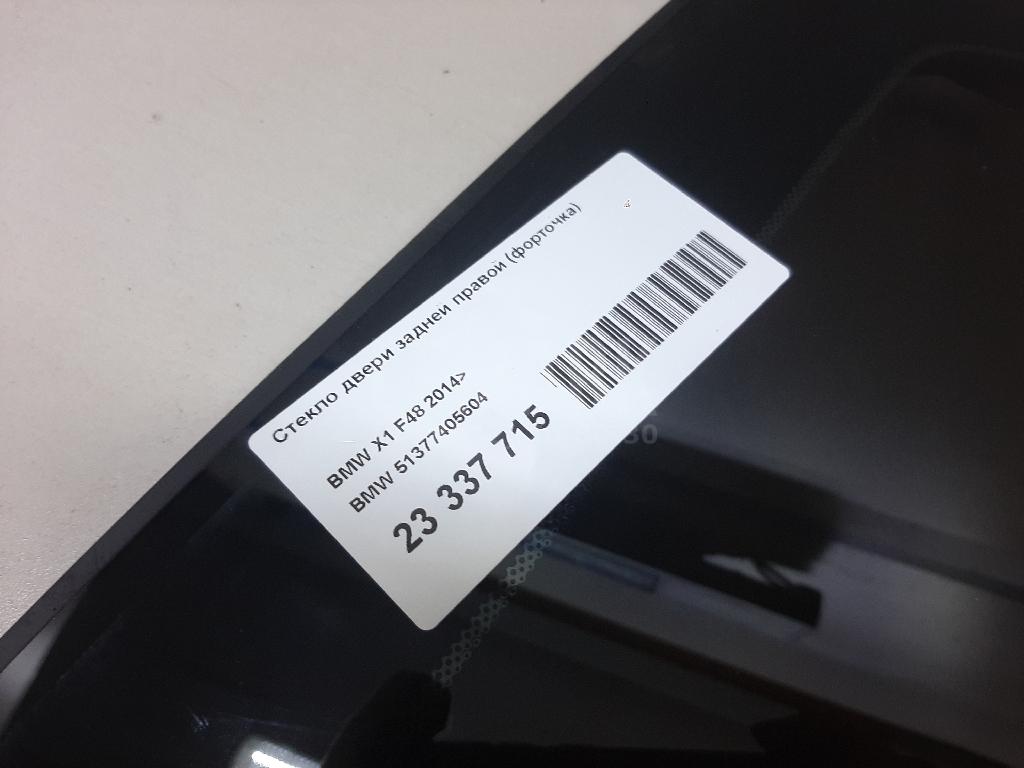 Стекло двери задней правой (форточка)
BMW X1 F48 2014>
BMW 51377405604
23 337 715